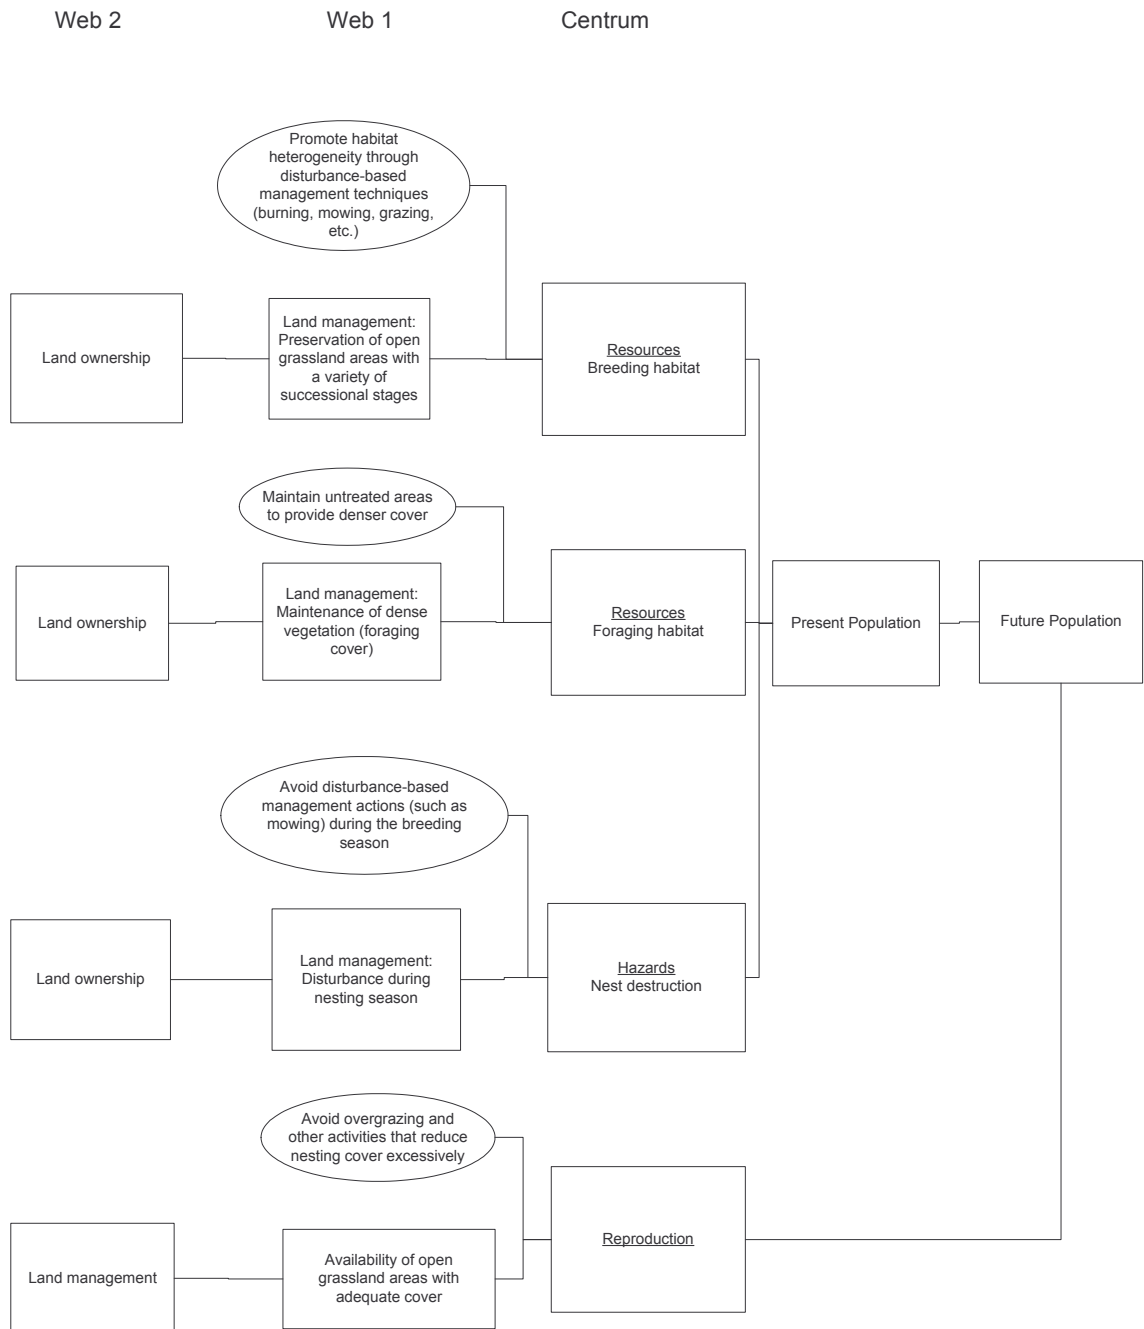 Web 2
Web 1
Centrum
Promote habitat
heterogeneity through
disturbance-based
management techniques
(burning, mowing, grazing,
etc.)
Land ownership
Land management:
Preservation of open
grassland areas with
a variety of
successional stages
Resources
Breeding habitat
Maintain untreated areas
to provide denser cover
Land ownership
Land management:
Maintenance of dense
vegetation (foraging
cover)
Resources
Foraging habitat
Present Population
Future Population
Avoid disturbance-based
management actions (such as
mowing) during the breeding
season
Land ownership
Land management:
Disturbance during
nesting season
Hazards
Nest destruction
Avoid overgrazing and
other activities that reduce
nesting cover excessively
Land management
Availability of open
grassland areas with
adequate cover
Reproduction